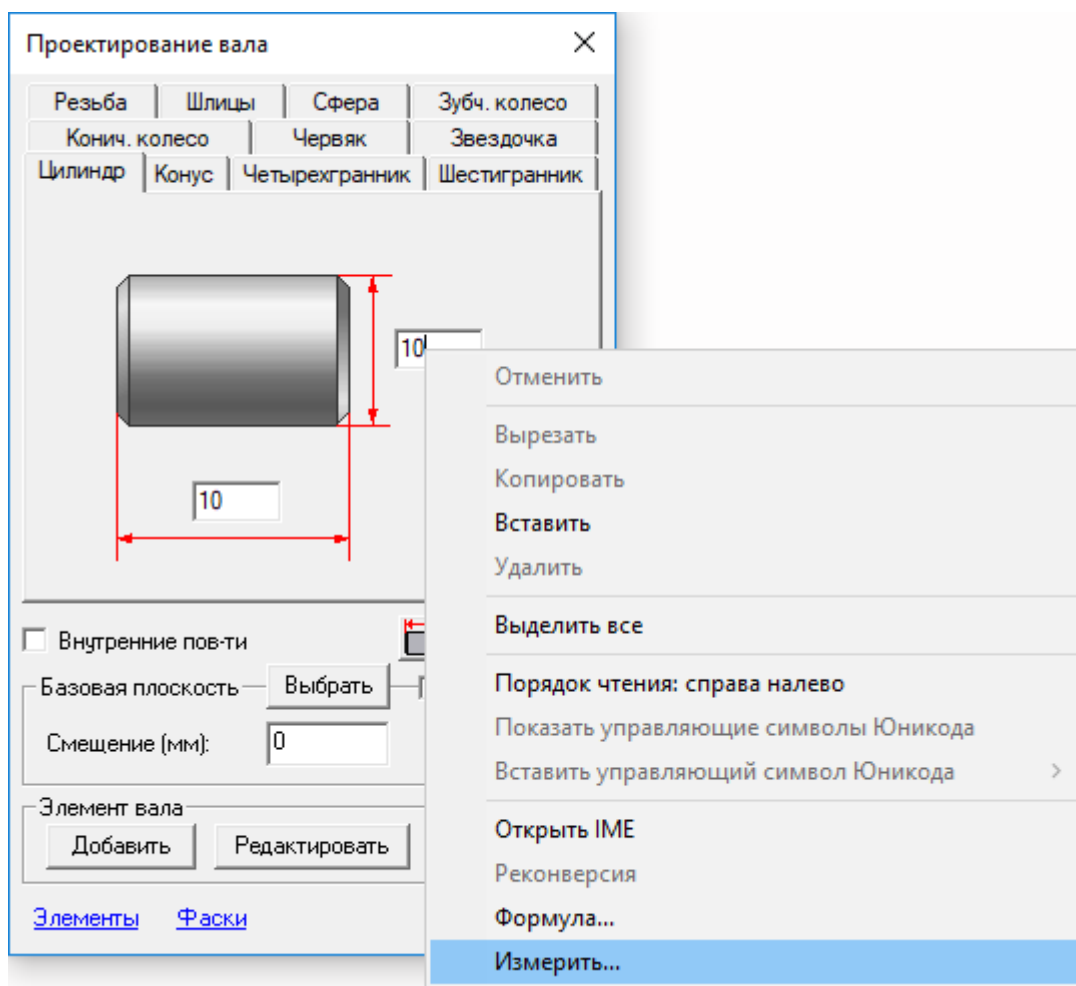 Проектирование вала
Резьба Шлицы Сфера Зубч. колесо
Конич. колесо Червяк Звездочка
Цилиндр Конус Четырехгранник Шестигранник
10
10
Внутренние пов-ти
Базовая плоскость Выбрать
Смещение (мм): 0
Элемент вала
Добавить Редактировать
Элементы Фаски
Отменить
Вырезать
Копировать
Вставить
Удалить
Выделить все
Порядок чтения: справа налево
Показать управляющие символы Юникода
Вставить управляющий символ Юникода
Открыть IME
Реконверсия
Формула...
Измерить...